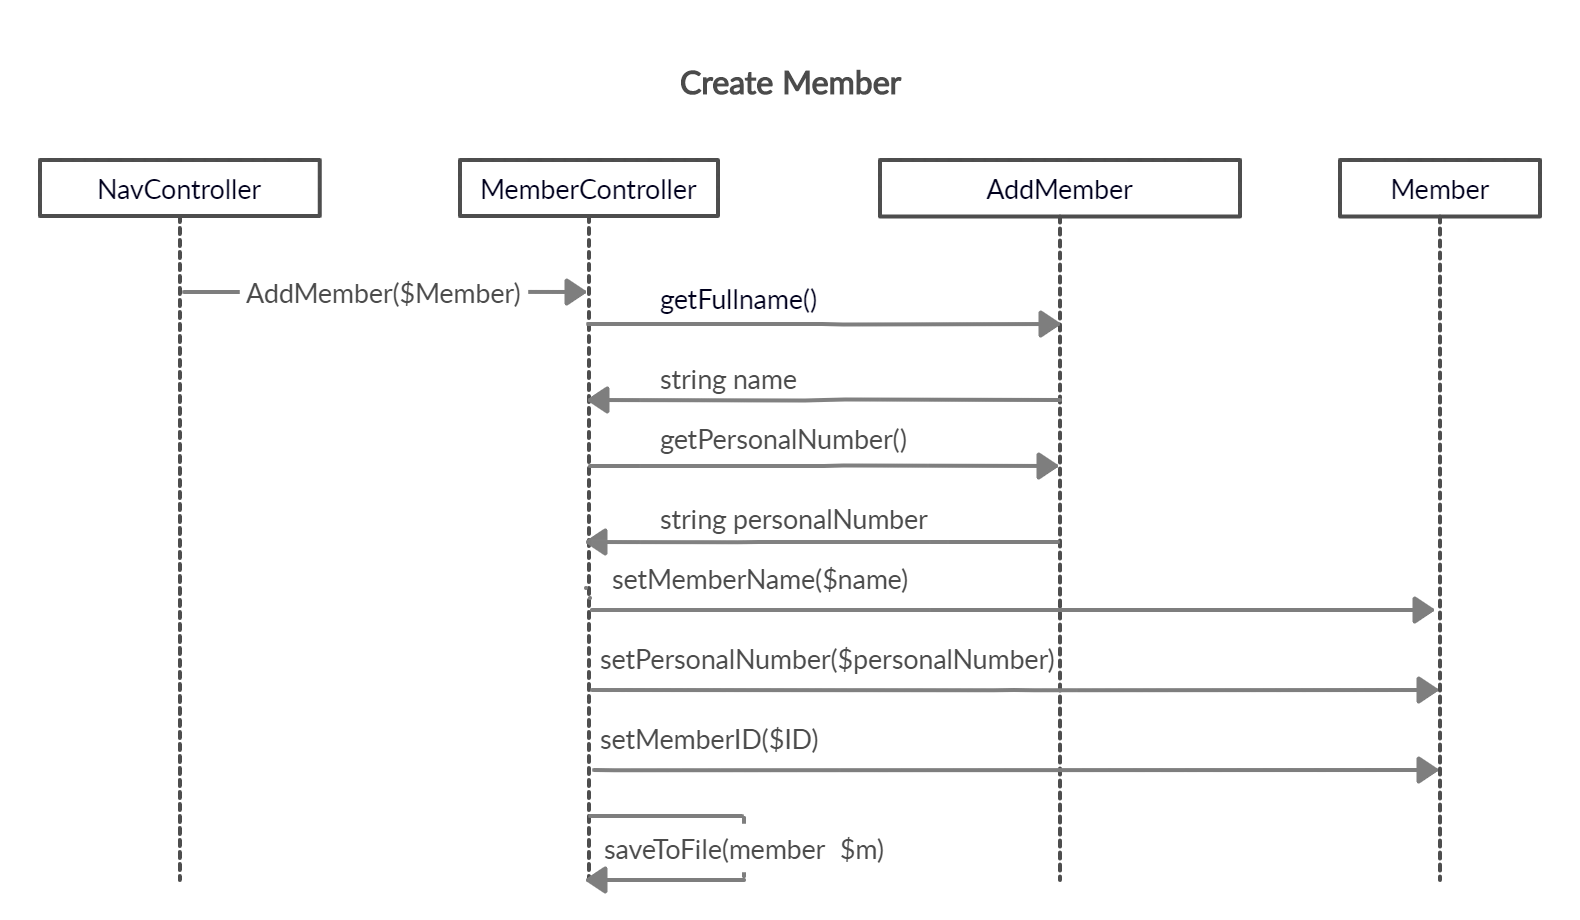 Create Member
NavController
MemberController
AddMember
Member
AddMember($Member)
getFullname()
string name
getPersonalNumber()
string personalNumber
setMemberName($name)
setPersonalNumber($personalNumber)
setMemberID($ID)
saveToFile(member $m)